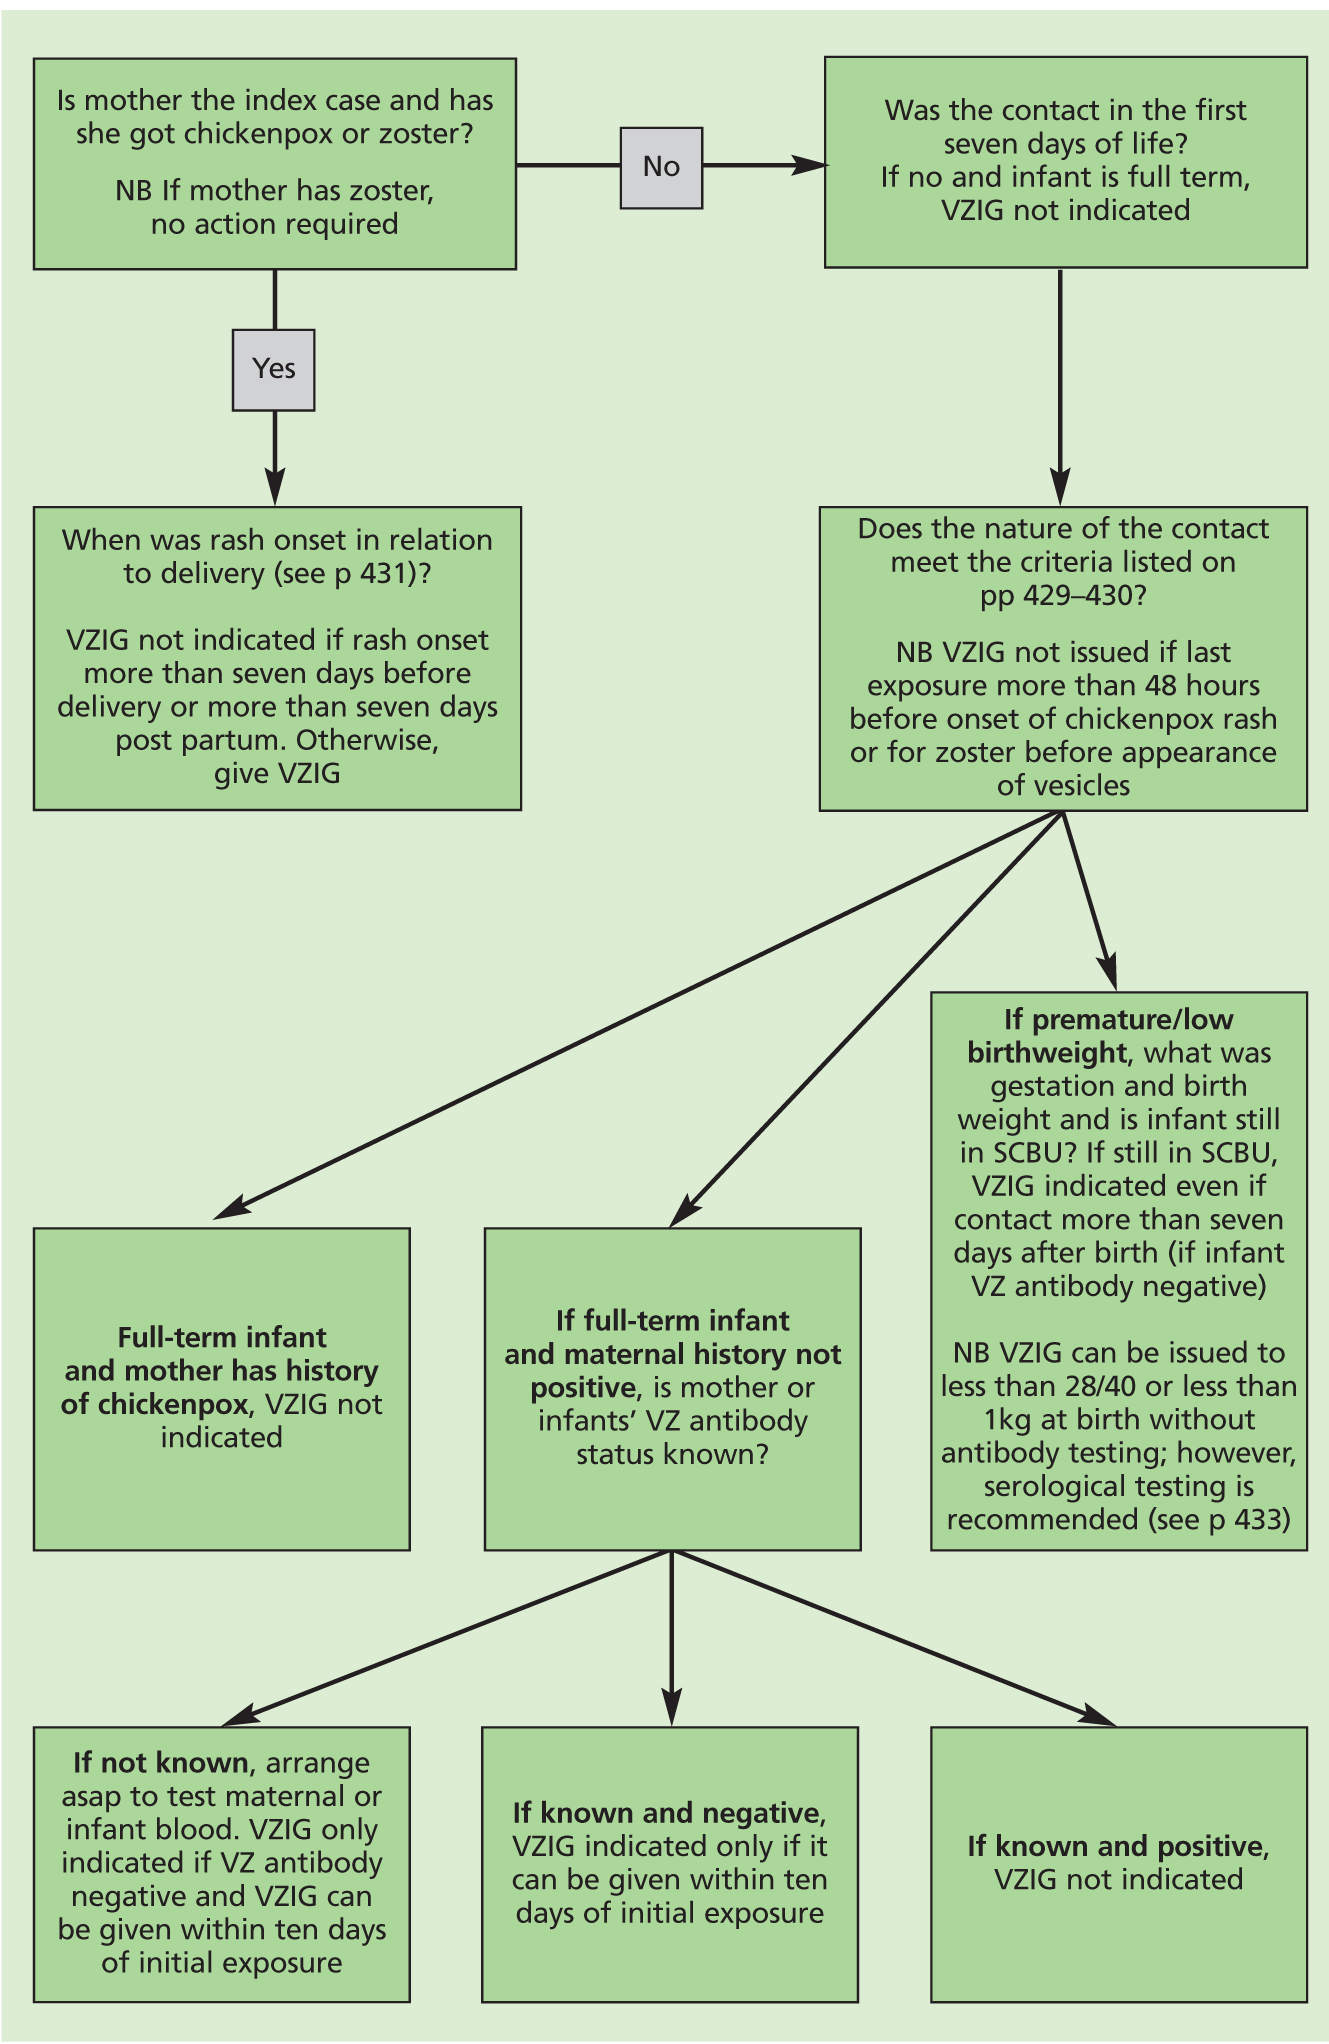 Is mother the index case and has
she got chickenpox or zoster?
NB If mother has zoster,
no action required
No
Was the contact in the first
seven days of life?
If no and infant is full term,
VZIG not indicated
Yes
When was rash onset in relation
to delivery (see p 431)?
VZIG not indicated if rash onset
more than seven days before
delivery or more than seven days
post partum. Otherwise,
give VZIG
Does the nature of the contact
meet the criteria listed on
pp 429–430?
NB VZIG not issued if last
exposure more than 48 hours
before onset of chickenpox rash
or for zoster before appearance
of vesicles
Full-term infant
and mother has history
of chickenpox, VZIG not
indicated
If full-term infant
and maternal history not
positive, is mother or
infants’ VZ antibody
status known?
If premature/low
birthweight, what was
gestation and birth
weight and is infant still
in SCBU? If still in SCBU,
VZIG indicated even if
contact more than seven
days after birth (if infant
VZ antibody negative)
NB VZIG can be issued to
less than 28/40 or less than
1kg at birth without
antibody testing; however,
serological testing is
recommended (see p 433)
If not known, arrange
asap to test maternal or
infant blood. VZIG only
indicated if VZ antibody
negative and VZIG can
be given within ten days
of initial exposure
If known and negative,
VZIG indicated only if it
can be given within ten
days of initial exposure
If known and positive,
VZIG not indicated